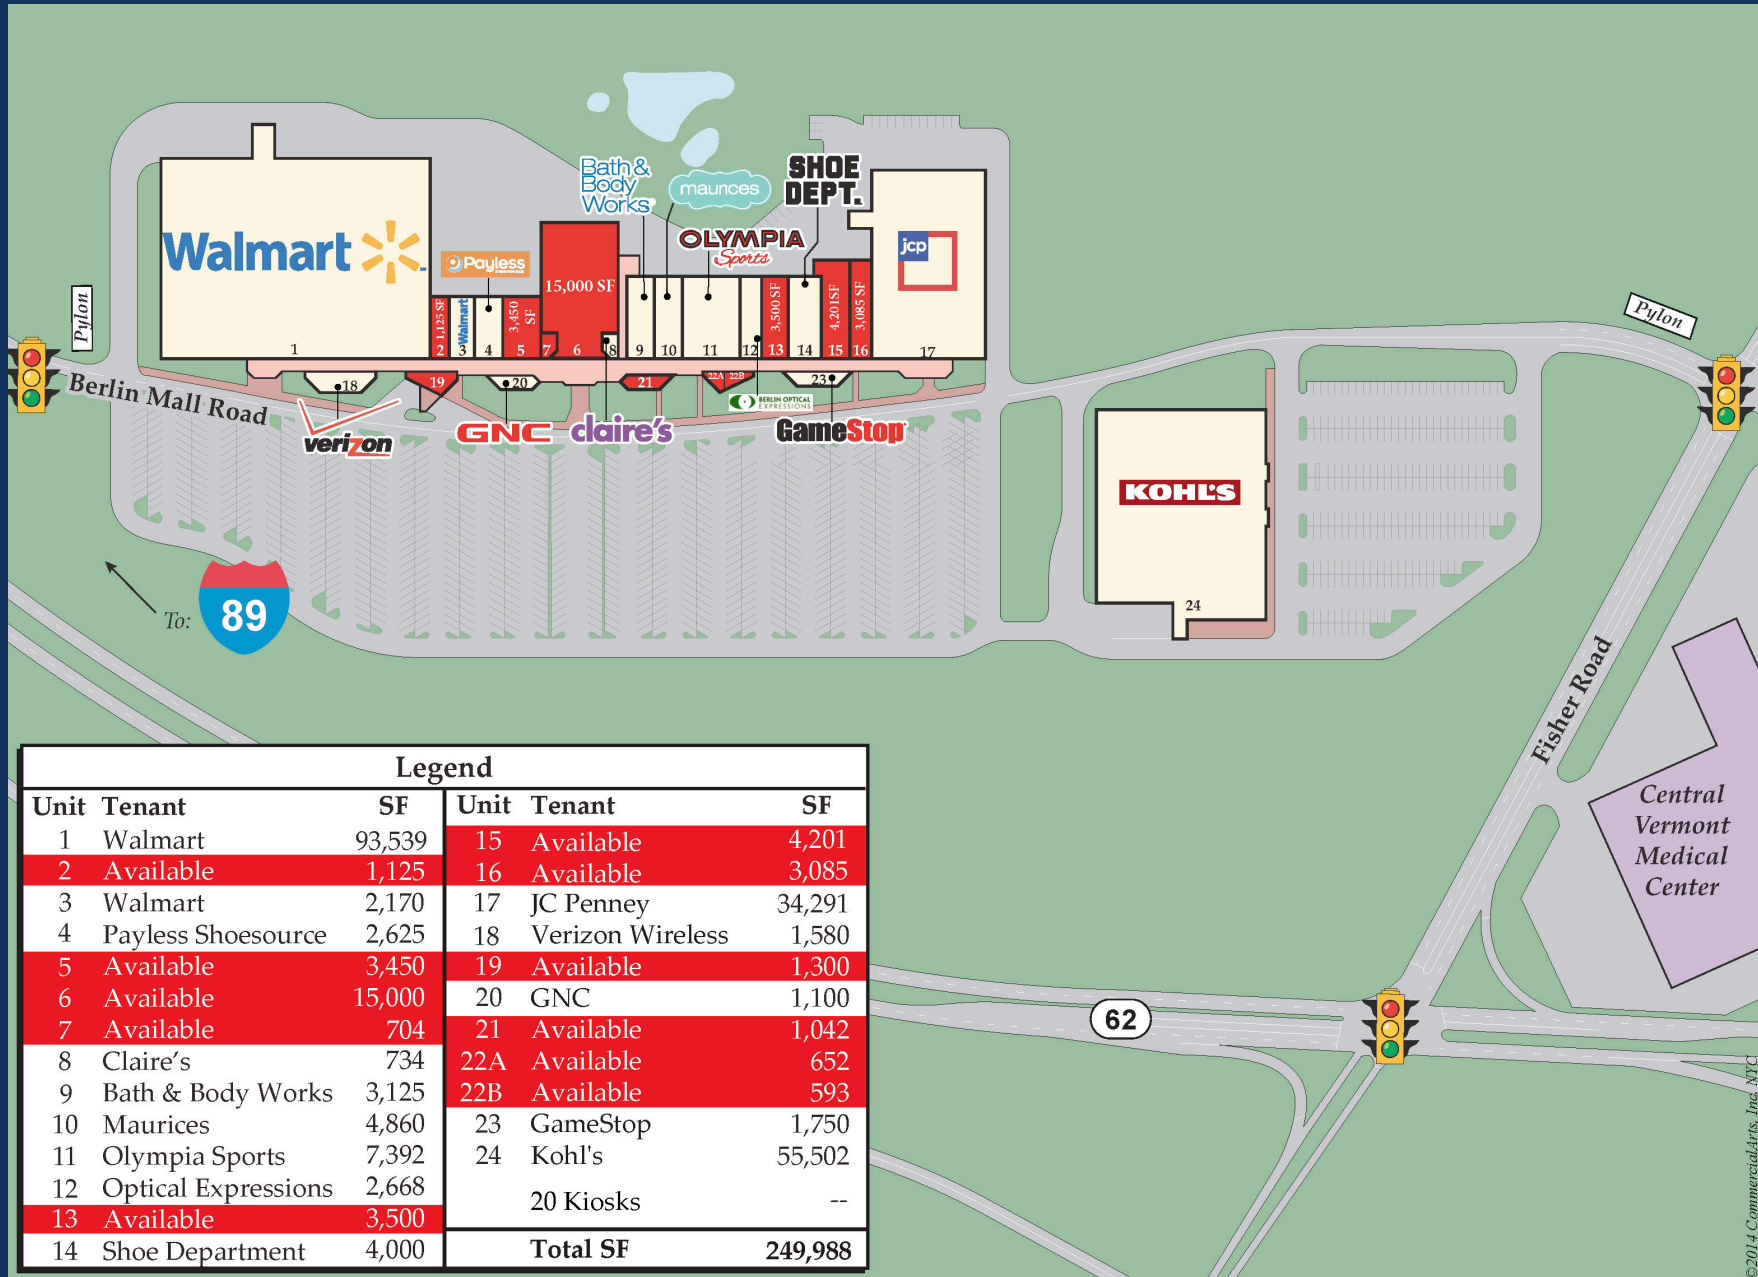 Bath &
Body
Works
maurices
SHOE
DEPT.
OLYMPIA
Sports
Walmart
Payless
jcp
15,000 SF
1,125 SF
Walmart
3,450
SF
3,500 SF
4,201SF
3,085 SF
Pylon
Pylon
1
2
3
4
5
7
6
8
9
10
11
12
13
14
15
16
17
18
19
20
21
22A
22B
23
BERLIN OPTICAL
EXPRESSIONS
Berlin Mall Road
verizon
GNC
claire's
GameStop
KOHL'S
24
To:
89
Fisher Road
Central
Vermont
Medical
Center
62
Legend
Unit Tenant SF
1 Walmart 93,539
2 Available 1,125
3 Walmart 2,170
4 Payless Shoesource 2,625
5 Available 3,450
6 Available 15,000
7 Available 704
8 Claire's 734
9 Bath & Body Works 3,125
10 Maurices 4,860
11 Olympia Sports 7,392
12 Optical Expressions 2,668
13 Available 3,500
14 Shoe Department 4,000
Unit Tenant SF
15 Available 4,201
16 Available 3,085
17 JC Penney 34,291
18 Verizon Wireless 1,580
19 Available 1,300
20 GNC 1,100
21 Available 1,042
22A Available 652
22B Available 593
23 GameStop 1,750
24 Kohl's 55,502
20 Kiosks --
Total SF 249,988
©2014 CommercialArts, Inc. NYC